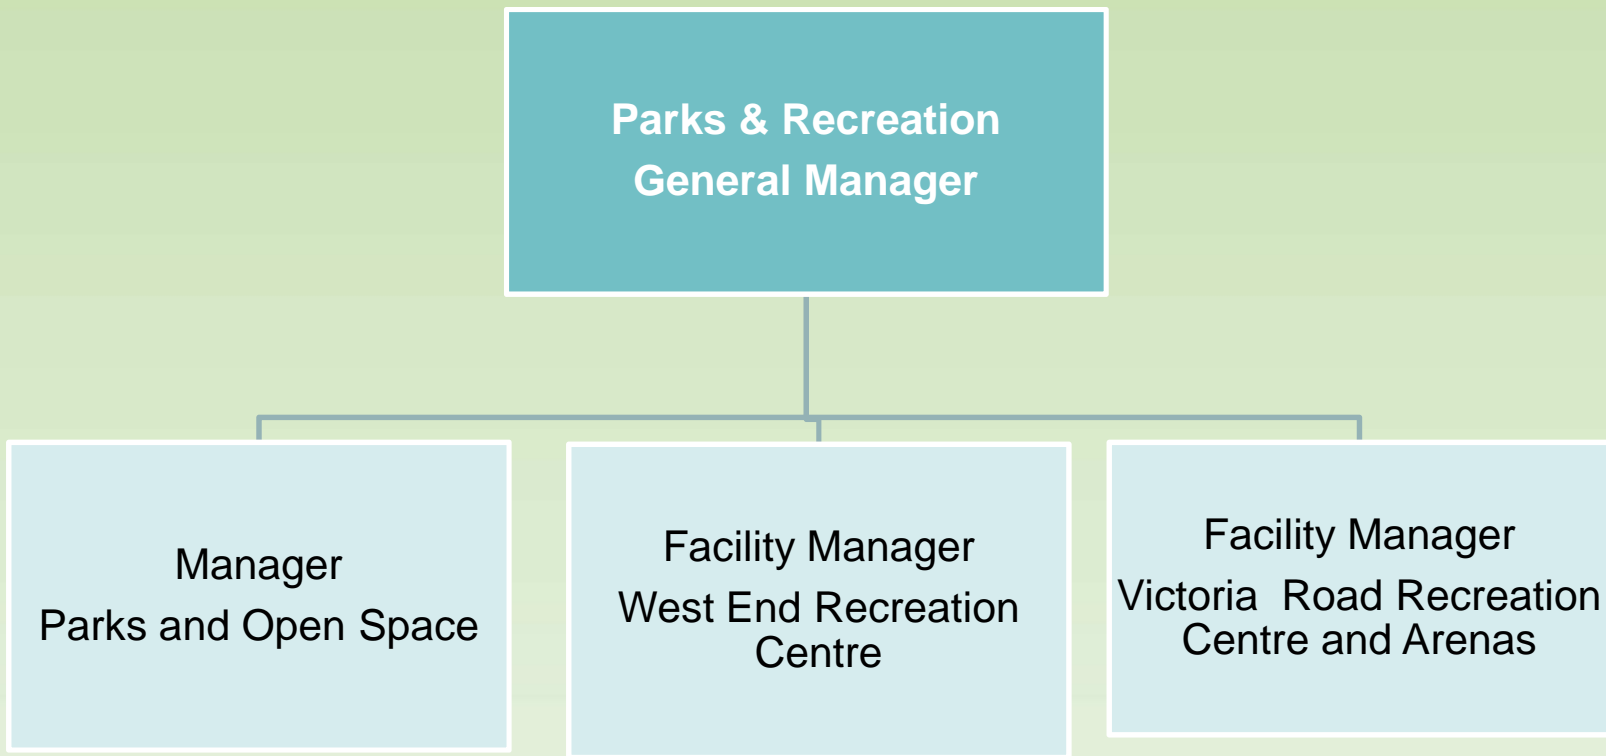 Parks & Recreation
General Manager
Manager
Parks and Open Space
Facility Manager
West End Recreation
Centre
Facility Manager
Victoria Road Recreation
Centre and Arenas